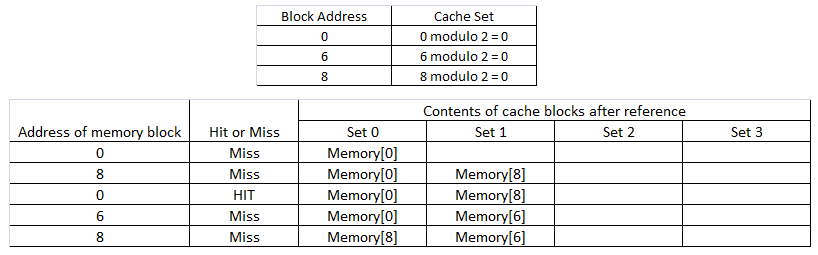 Block Address Cache Set
0 0 modulo 2 = 0
6 6 modulo 2 = 0
8 8 modulo 2 = 0
Contents of cache blocks after reference
Address of memory block Hit or Miss Set 0 Set 1 Set 2 Set 3
0 Miss Memory[0]
8 Miss Memory[0] Memory[8]
0 HIT Memory[0] Memory[8]
6 Miss Memory[0] Memory[6]
8 Miss Memory[8] Memory[6]